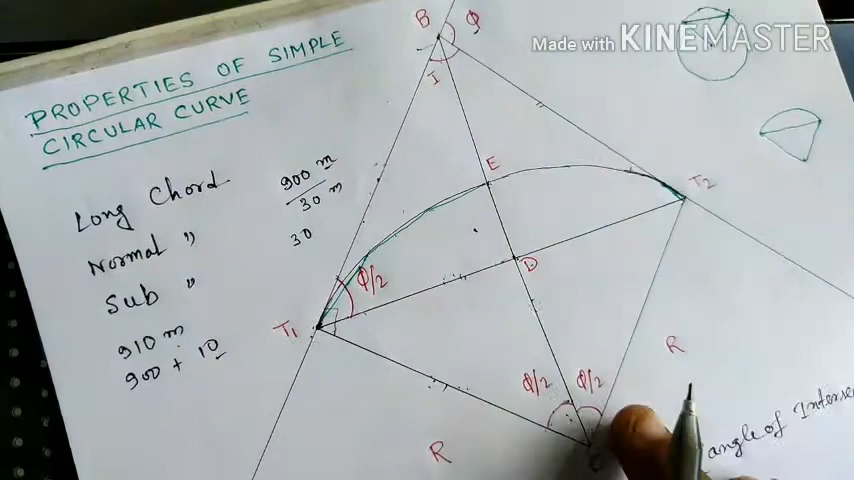 Made with KINEMASTER
PROPERTIES OF SIMPLE
CIRCULAR CURVE
Long Chord 900 m
30 m
Normal " 30
Sub "
910 m
900 + 10
B
φ
I
E
T2
φ/2
D
T1
φ/2 φ/2
R
R
angle of